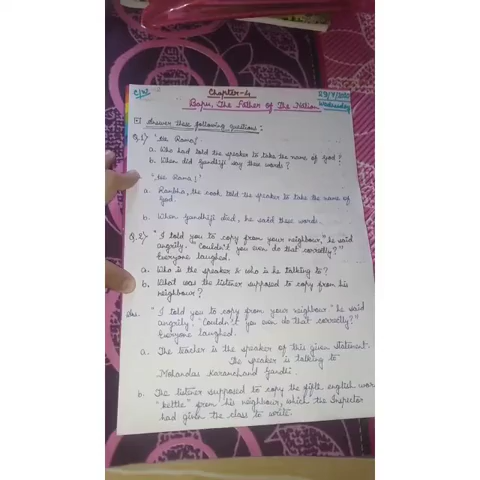 C/W Chapter-4 29/7/2020
Bapu, The Father Of The Nation Wednesday
Answer these following questions:
Q.1) "Hee Rama!
a. Who had told the speaker to take the name of God?
b. When did Gandhiji say these words?
"Hee Rama!"
a. Rambha, the cook told the speaker to take the name of God.
b. When Gandhiji died, he said these words.
Q.2) "I told you to copy from your neighbour," he said
angrily. "Couldn't you even do that correctly?"
Everyone laughed.
a. Who is the speaker & who is he talking to?
b. What was the listener supposed to copy from his
neighbour?
Ans. "I told you to copy from your neighbour" he said
angrily. "Couldn't you even do that correctly?"
Everyone laughed.
a. The teacher is the speaker of this given statement.
The speaker is talking to
Mohandas Karamchand Gandhi.
b. The listener supposed to copy the fifth english word
"kettle" from his neighbour, which the Inspector
had given the class to write.